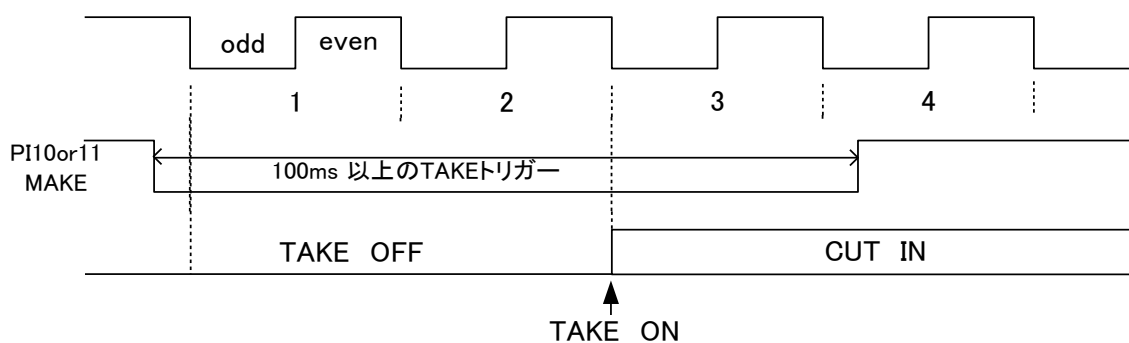 odd even
1 2 3 4
PI10or11
MAKE
100ms 以上のTAKEトリガー
TAKE OFF CUT IN
TAKE ON